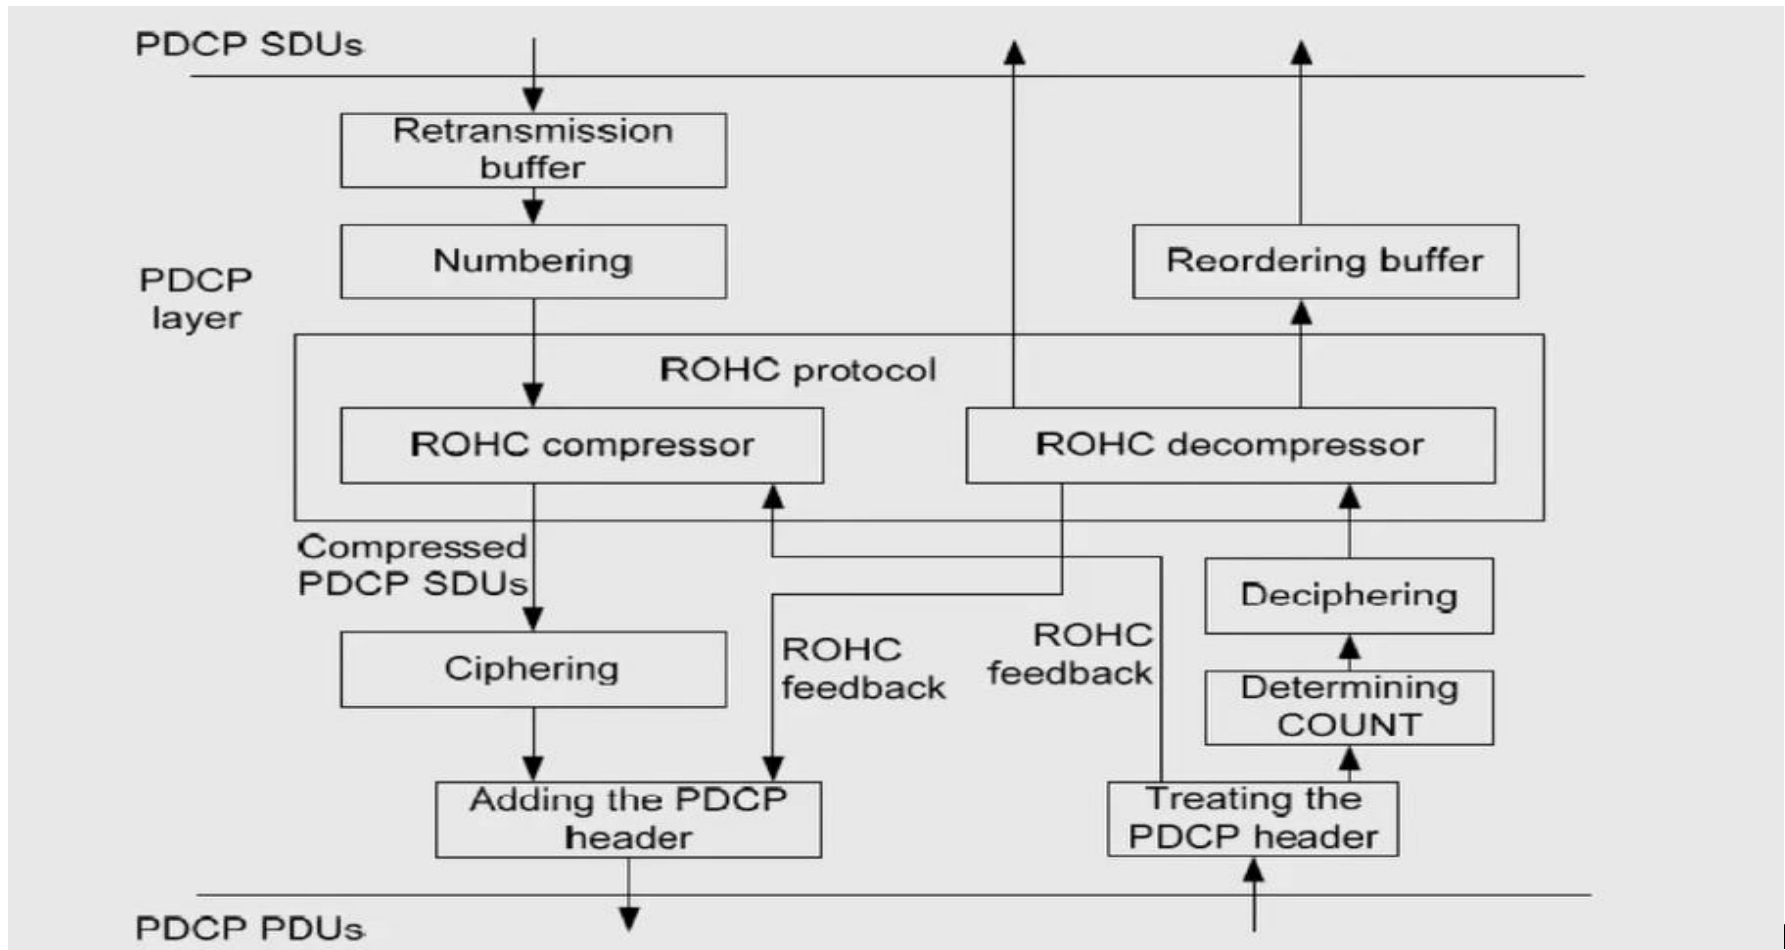 PDCP SDUs
Retransmission
buffer
Numbering
Reordering buffer
PDCP
layer
ROHC protocol
ROHC compressor
ROHC decompressor
Compressed
PDCP SDUs
Deciphering
Ciphering
ROHC
feedback
ROHC
feedback
Determining
COUNT
Adding the PDCP
header
Treating the
PDCP header
PDCP PDUs